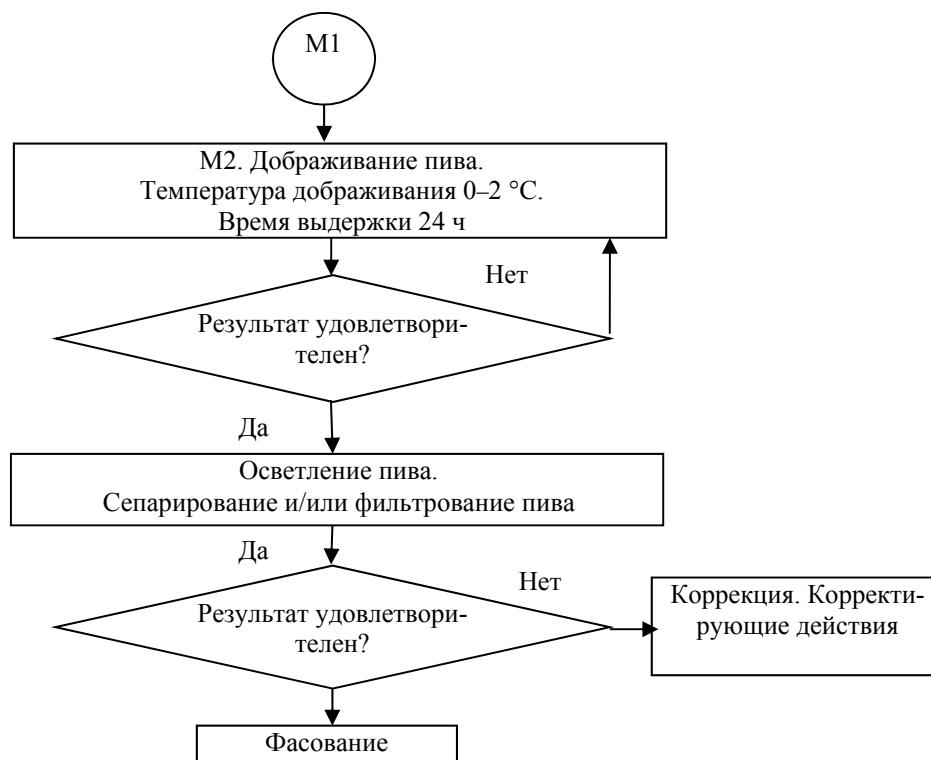 М1
М2. Дображивание пива.
Температура дображивания 0–2 °С.
Время выдержки 24 ч
Нет
Результат удовлетвори-
телен?
Да
Осветление пива.
Сепарирование и/или фильтрование пива
Да
Нет
Результат удовлетвори-
телен?
Коррекция. Корректи-
рующие действия
Фасование